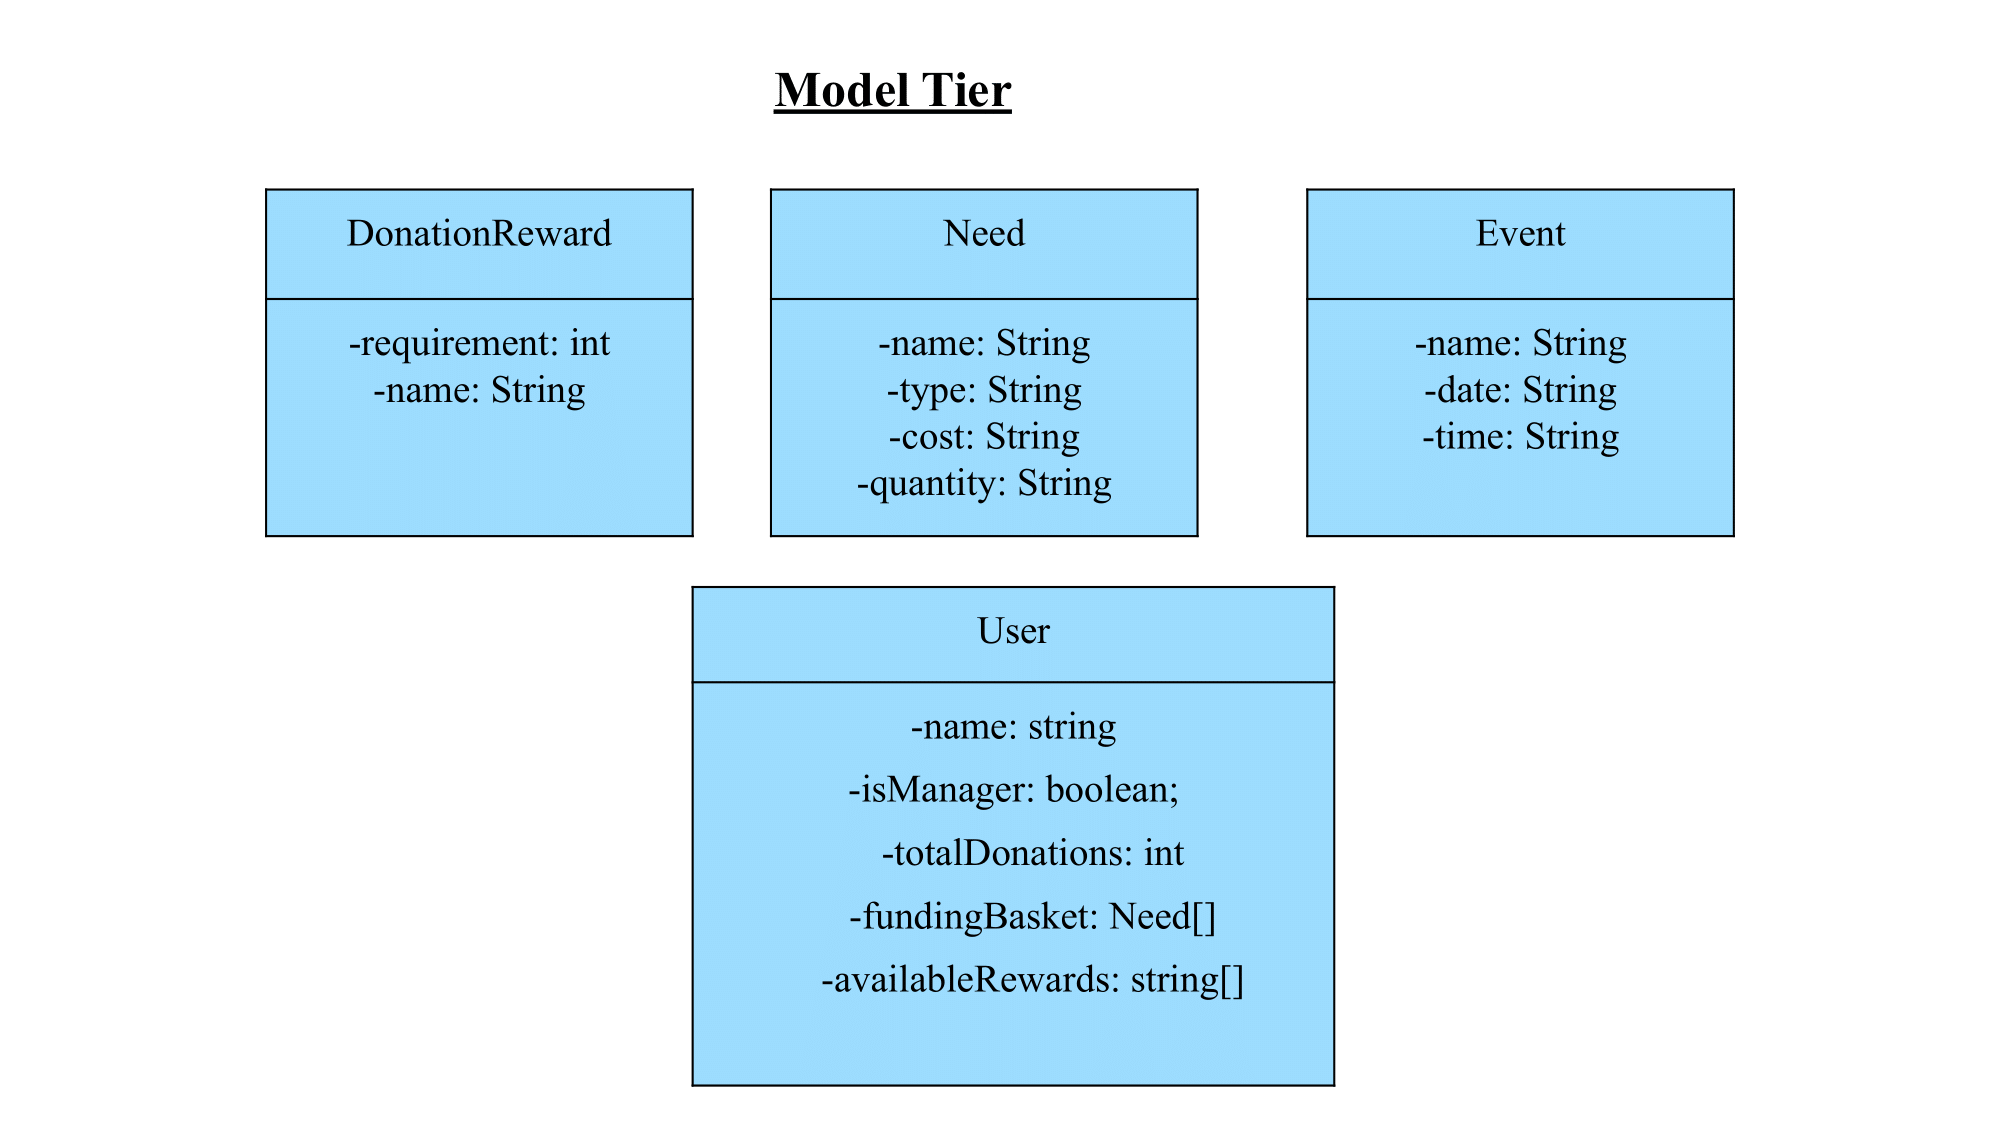 Model Tier
DonationReward
-requirement: int
-name: String
Need
-name: String
-type: String
-cost: String
-quantity: String
Event
-name: String
-date: String
-time: String
User
-name: string
-isManager: boolean;
-totalDonations: int
-fundingBasket: Need[]
-availableRewards: string[]